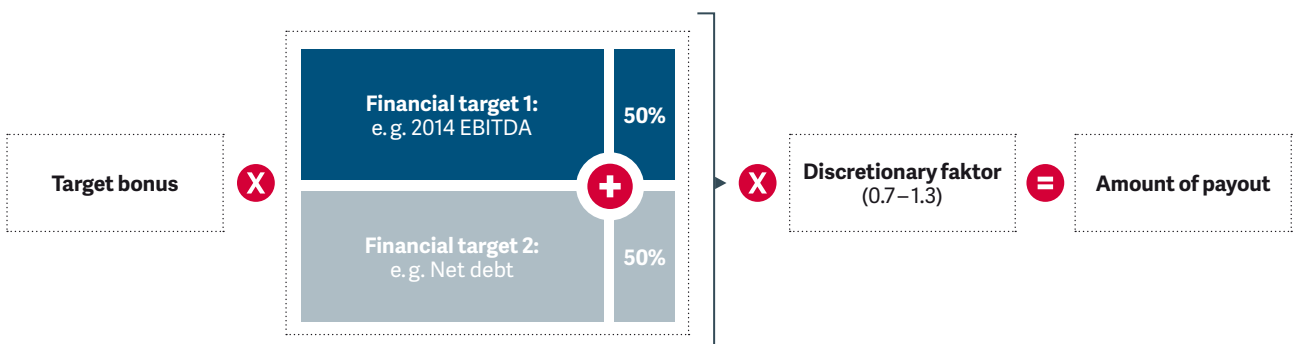 Target bonus
X
Financial target 1:
e. g. 2014 EBITDA
50%
+
Financial target 2:
e. g. Net debt
50%
X
Discretionary faktor
(0.7 – 1.3)
=
Amount of payout